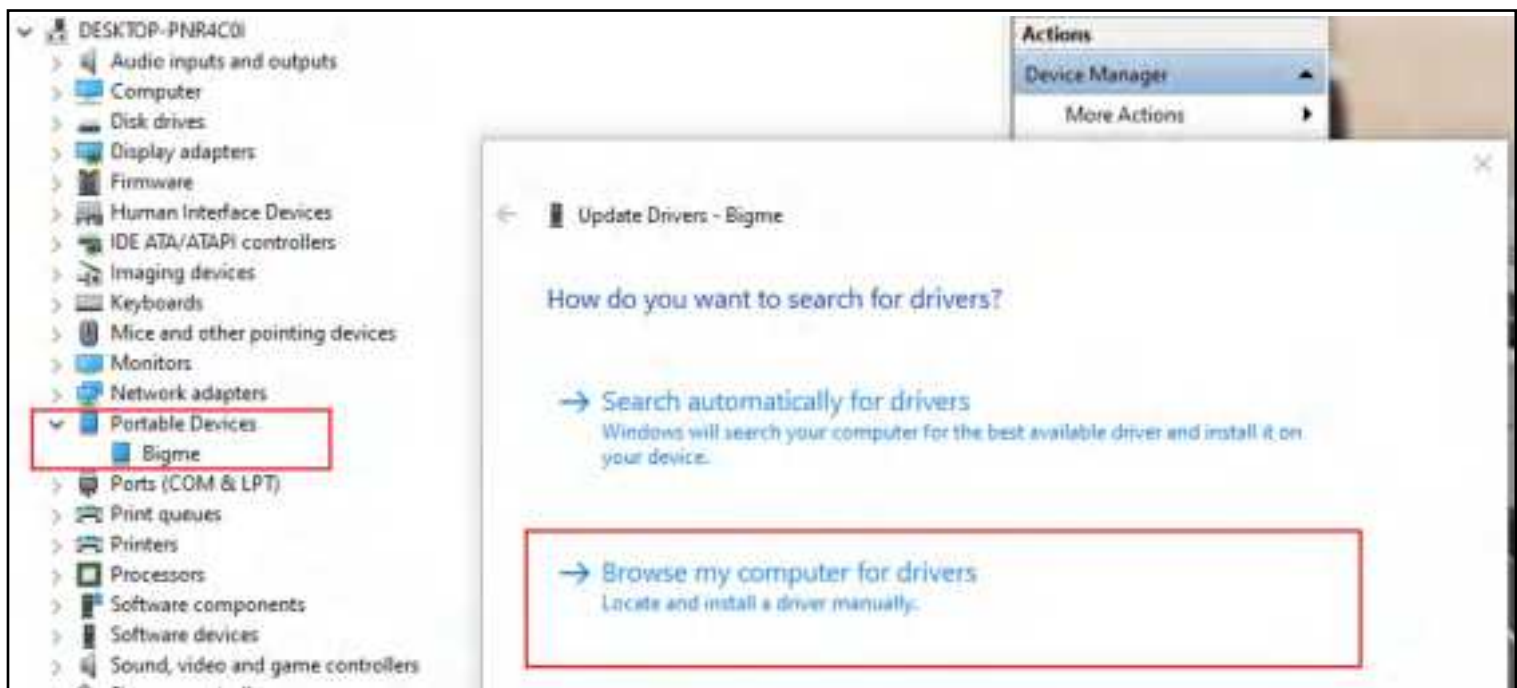 DESKTOP-PNR4C0I
Audio inputs and outputs
Computer
Disk drives
Display adapters
Firmware
Human Interface Devices
IDE ATA/ATAPI controllers
Imaging devices
Keyboards
Mice and other pointing devices
Monitors
Network adapters
Portable Devices
Bigme
Ports (COM & LPT)
Print queues
Printers
Processors
Software components
Software devices
Sound, video and game controllers
Actions
Device Manager
More Actions
Update Drivers - Bigme
How do you want to search for drivers?
Search automatically for drivers
Windows will search your computer for the best available driver and install it on
your device.
Browse my computer for drivers
Locate and install a driver manually.